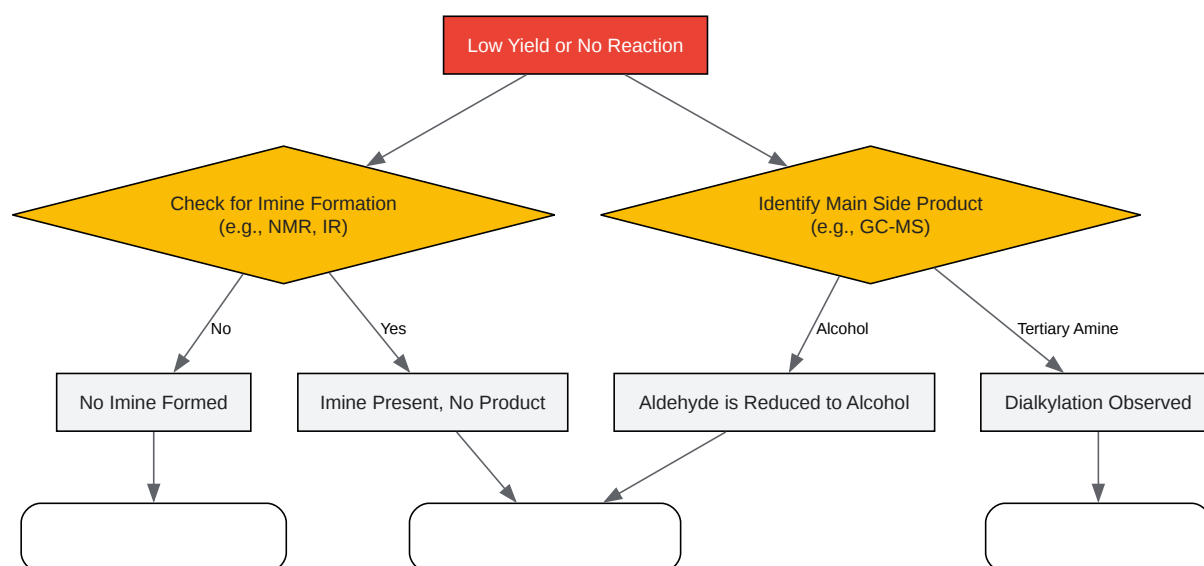 Low Yield or No Reaction
Check for Imine Formation
(e.g., NMR, IR)
Identify Main Side Product
(e.g., GC-MS)
No
Yes
Alcohol
Tertiary Amine
No Imine Formed
Imine Present, No Product
Aldehyde is Reduced to Alcohol
Dialkylation Observed